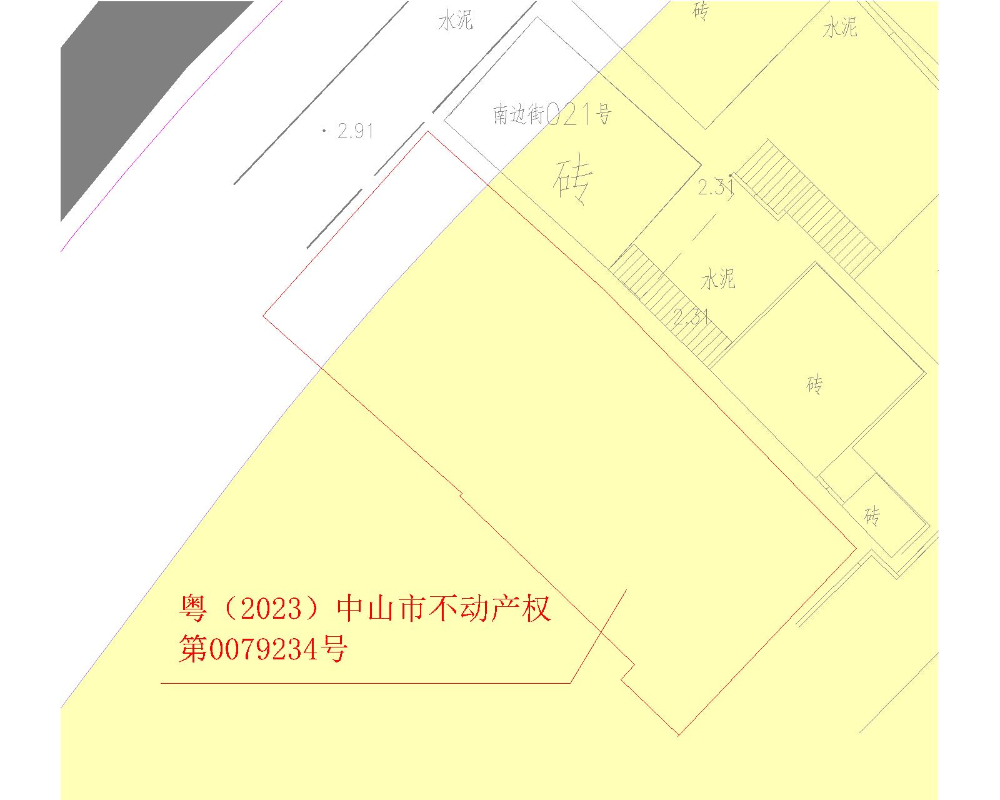 砖
水泥
水泥
南边街021号
2.91
砖
2.31
水泥
2.31
砖
砖
粤（2023）中山市不动产权
第0079234号